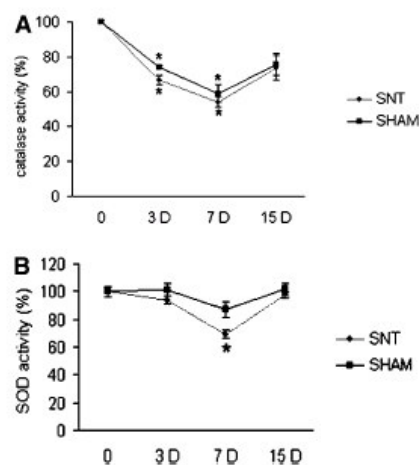 A
catalase activity (%)
100
80
60
40
20
0
*
*
*
*
0 3 D 7 D 15 D
SNT
SHAM
B
SOD activity (%)
120
100
80
60
40
20
0
*
0 3 D 7 D 15 D
SNT
SHAM